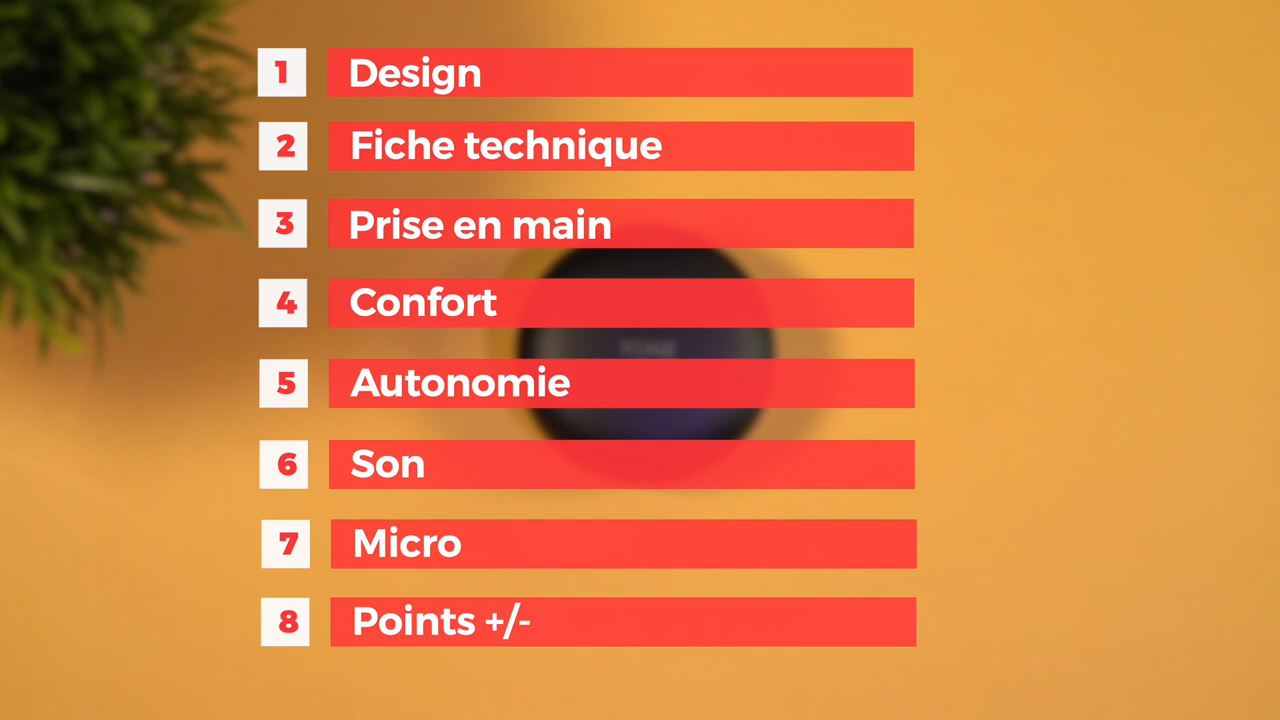 1 Design
2 Fiche technique
3 Prise en main
4 Confort
5 Autonomie
6 Son
7 Micro
8 Points +/-